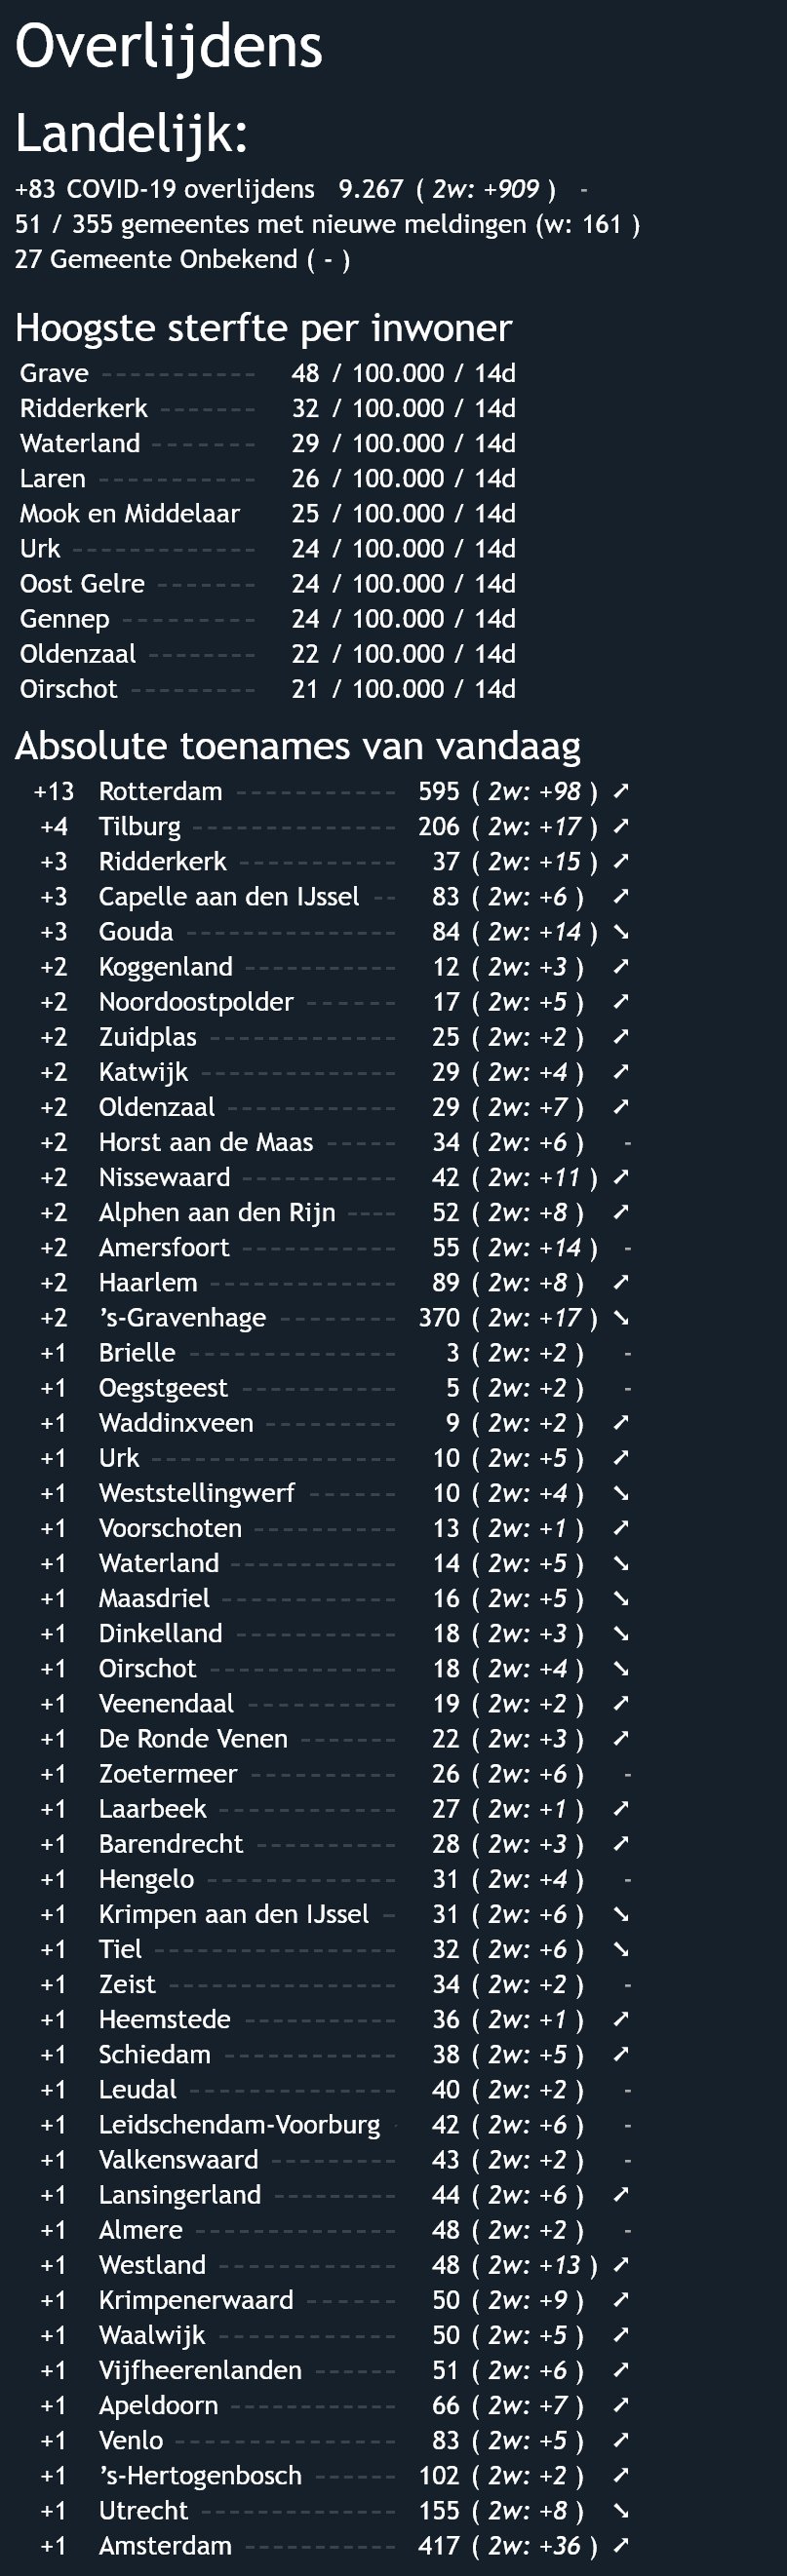 Overlijdens
Landelijk:
+83 COVID-19 overlijdens 9.267 ( 2w: +909 ) -
51 / 355 gemeentes met nieuwe meldingen (w: 161 )
27 Gemeente Onbekend ( - )
Hoogste sterfte per inwoner
Grave ----------- 48 / 100.000 / 14d
Ridderkerk ------- 32 / 100.000 / 14d
Waterland ------- 29 / 100.000 / 14d
Laren ----------- 26 / 100.000 / 14d
Mook en Middelaar 25 / 100.000 / 14d
Urk ------------- 24 / 100.000 / 14d
Oost Gelre ------- 24 / 100.000 / 14d
Gennep --------- 24 / 100.000 / 14d
Oldenzaal ------- 22 / 100.000 / 14d
Oirschot --------- 21 / 100.000 / 14d
Absolute toenames van vandaag
+13 Rotterdam ----------- 595 ( 2w: +98 ) ➚
+4 Tilburg -------------- 206 ( 2w: +17 ) ➚
+3 Ridderkerk ----------- 37 ( 2w: +15 ) ➚
+3 Capelle aan den IJssel -- 83 ( 2w: +6 ) ➚
+3 Gouda -------------- 84 ( 2w: +14 ) ➘
+2 Koggenland ---------- 12 ( 2w: +3 ) ➚
+2 Noordoostpolder ------ 17 ( 2w: +5 ) ➚
+2 Zuidplas ------------- 25 ( 2w: +2 ) ➚
+2 Katwijk ------------- 29 ( 2w: +4 ) ➚
+2 Oldenzaal ----------- 29 ( 2w: +7 ) ➚
+2 Horst aan de Maas ----- 34 ( 2w: +6 ) -
+2 Nissewaard ----------- 42 ( 2w: +11 ) ➚
+2 Alphen aan den Rijn ---- 52 ( 2w: +8 ) ➚
+2 Amersfoort ---------- 55 ( 2w: +14 ) -
+2 Haarlem ------------- 89 ( 2w: +8 ) ➚
+2 ’s-Gravenhage ------- 370 ( 2w: +17 ) ➘
+1 Brielle -------------- 3 ( 2w: +2 ) -
+1 Oegstgeest ---------- 5 ( 2w: +2 ) -
+1 Waddinxveen --------- 9 ( 2w: +2 ) ➚
+1 Urk ----------------- 10 ( 2w: +5 ) ➚
+1 Weststellingwerf ------ 10 ( 2w: +4 ) ➘
+1 Voorschoten ---------- 13 ( 2w: +1 ) ➚
+1 Waterland ----------- 14 ( 2w: +5 ) ➘
+1 Maasdriel ------------ 16 ( 2w: +5 ) ➘
+1 Dinkelland ----------- 18 ( 2w: +3 ) ➘
+1 Oirschot ------------- 18 ( 2w: +4 ) ➘
+1 Veenendaal ---------- 19 ( 2w: +2 ) ➚
+1 De Ronde Venen ------- 22 ( 2w: +3 ) ➚
+1 Zoetermeer ---------- 26 ( 2w: +6 ) -
+1 Laarbeek ------------ 27 ( 2w: +1 ) ➚
+1 Barendrecht --------- 28 ( 2w: +3 ) ➚
+1 Hengelo ------------- 31 ( 2w: +4 ) -
+1 Krimpen aan den IJssel - 31 ( 2w: +6 ) ➘
+1 Tiel ----------------- 32 ( 2w: +6 ) ➘
+1 Zeist ---------------- 34 ( 2w: +2 ) -
+1 Heemstede ---------- 36 ( 2w: +1 ) ➚
+1 Schiedam ------------ 38 ( 2w: +5 ) ➚
+1 Leudal -------------- 40 ( 2w: +2 ) -
+1 Leidschendam-Voorburg - 42 ( 2w: +6 ) -
+1 Valkenswaard --------- 43 ( 2w: +2 ) -
+1 Lansingerland --------- 44 ( 2w: +6 ) ➚
+1 Almere -------------- 48 ( 2w: +2 ) -
+1 Westland ------------ 48 ( 2w: +13 ) ➚
+1 Krimpenerwaard ------ 50 ( 2w: +9 ) ➚
+1 Waalwijk ------------ 50 ( 2w: +5 ) ➚
+1 Vijfheerenlanden ------ 51 ( 2w: +6 ) ➚
+1 Apeldoorn ----------- 66 ( 2w: +7 ) ➚
+1 Venlo --------------- 83 ( 2w: +5 ) ➚
+1 ’s-Hertogenbosch ------ 102 ( 2w: +2 ) ➚
+1 Utrecht ------------- 155 ( 2w: +8 ) ➘
+1 Amsterdam ----------- 417 ( 2w: +36 ) ➚